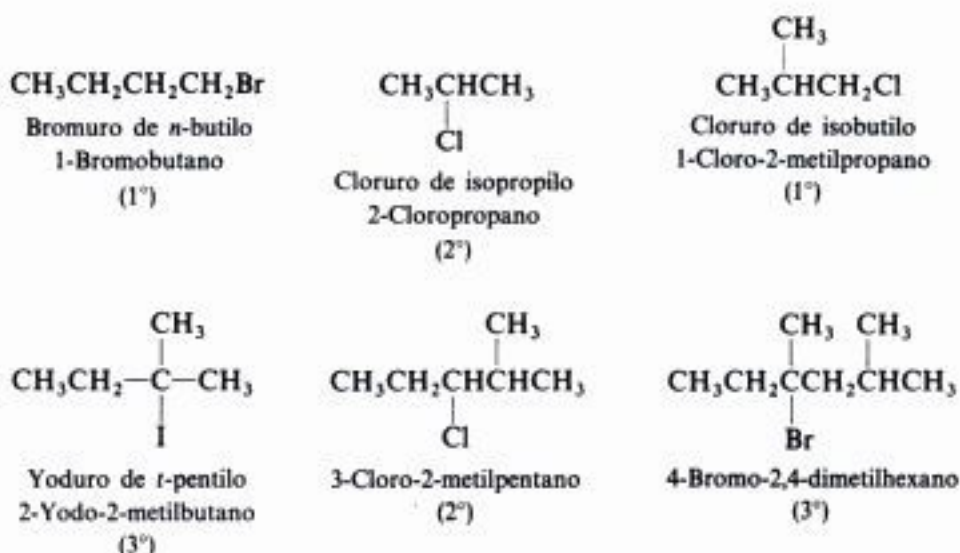 CH₃CH₂CH₂CH₂Br
Bromuro de n-butilo
1-Bromobutano
(1°)
CH₃CHCH₃
Cl
Cloruro de isopropilo
2-Cloropropano
(2°)
CH₃
CH₃CHCH₂Cl
Cloruro de isobutilo
1-Cloro-2-metilpropano
(1°)
CH₃
CH₃CH₂—C—CH₃
I
Yoduro de t-pentilo
2-Yodo-2-metilbutano
(3°)
CH₃
CH₃CH₂CHCHCH₃
Cl
3-Cloro-2-metilpentano
(2°)
CH₃ CH₃
CH₃CH₂CCH₂CHCH₃
Br
4-Bromo-2,4-dimetilhexano
(3°)